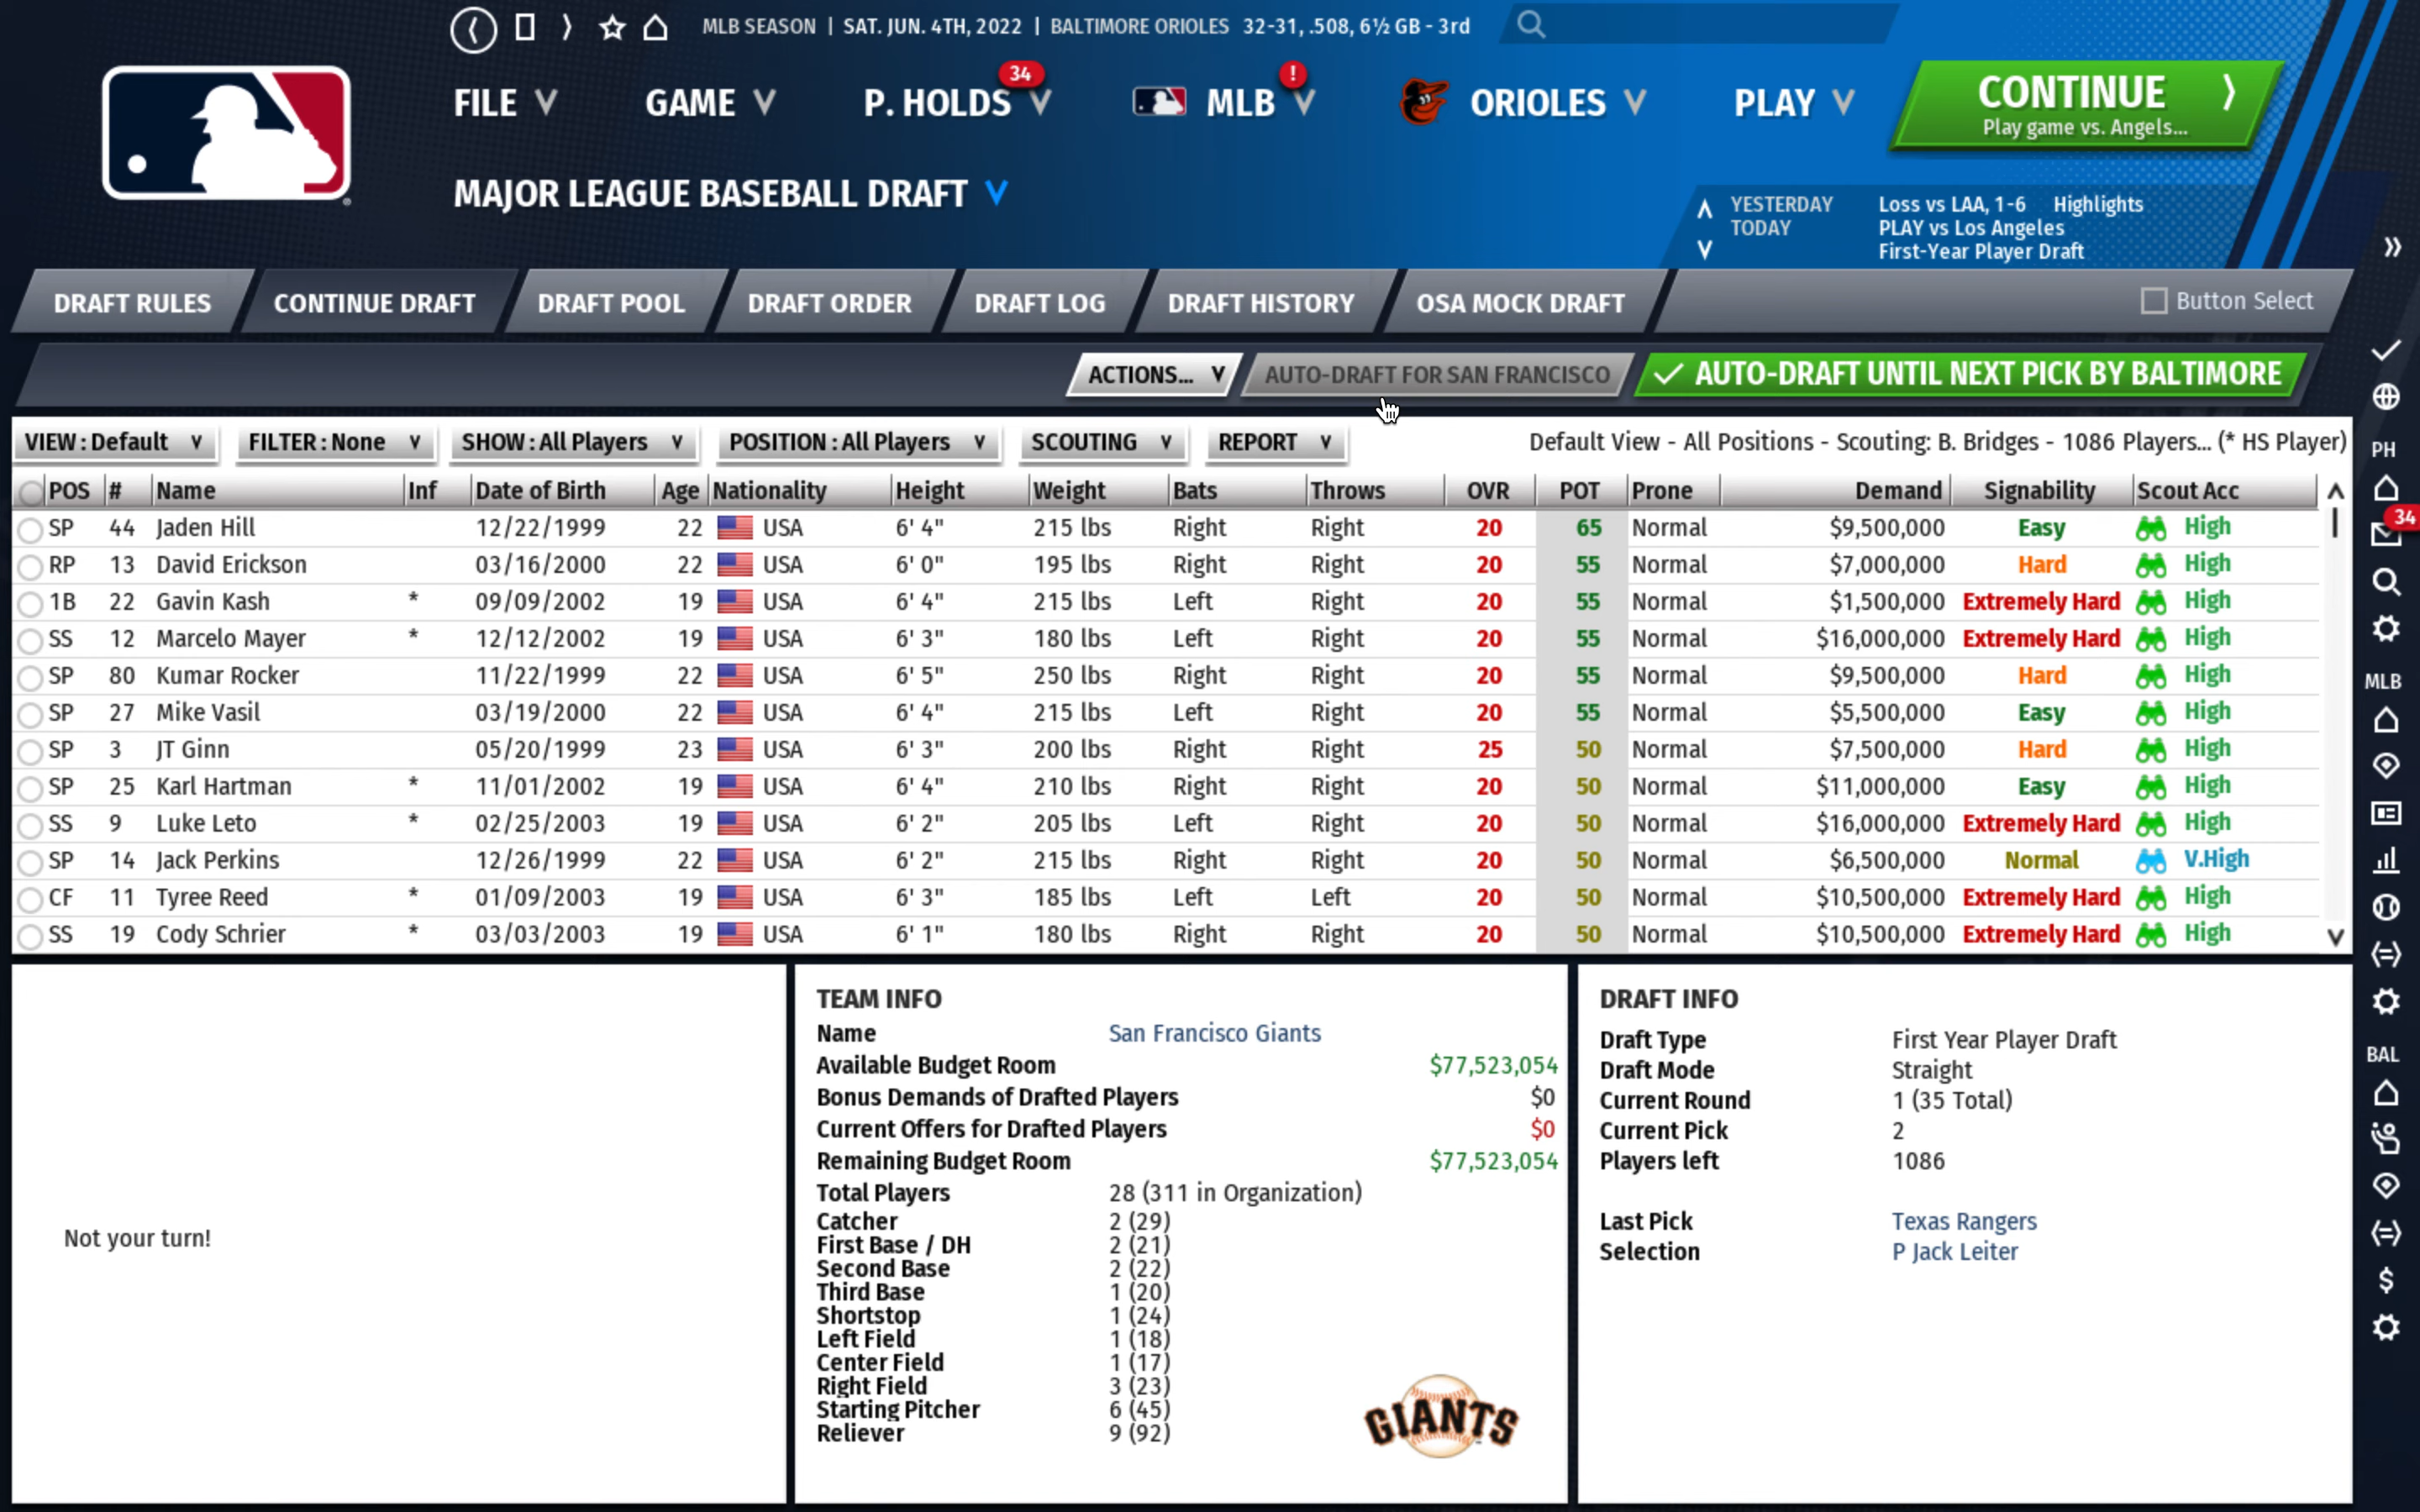 MLB SEASON | SAT. JUN. 4TH, 2022 | BALTIMORE ORIOLES 32-31, .508, 6½ GB - 3rd
34 !
FILE GAME P. HOLDS MLB ORIOLES PLAY CONTINUE
Play game vs. Angels...
MAJOR LEAGUE BASEBALL DRAFT
YESTERDAY Loss vs LAA, 1-6 Highlights
TODAY PLAY vs Los Angeles
First-Year Player Draft
DRAFT RULES CONTINUE DRAFT DRAFT POOL DRAFT ORDER DRAFT LOG DRAFT HISTORY OSA MOCK DRAFT Button Select
ACTIONS... AUTO-DRAFT FOR SAN FRANCISCO AUTO-DRAFT UNTIL NEXT PICK BY BALTIMORE
VIEW : Default FILTER : None SHOW : All Players POSITION : All Players SCOUTING REPORT Default View - All Positions - Scouting: B. Bridges - 1086 Players... (* HS Player)
POS # Name Inf Date of Birth Age Nationality Height Weight Bats Throws OVR POT Prone Demand Signability Scout Acc
SP 44 Jaden Hill 12/22/1999 22 USA 6' 4" 215 lbs Right Right 20 65 Normal $9,500,000 Easy High
RP 13 David Erickson 03/16/2000 22 USA 6' 0" 195 lbs Right Right 20 55 Normal $7,000,000 Hard High
1B 22 Gavin Kash * 09/09/2002 19 USA 6' 4" 215 lbs Left Right 20 55 Normal $1,500,000 Extremely Hard High
SS 12 Marcelo Mayer * 12/12/2002 19 USA 6' 3" 180 lbs Left Right 20 55 Normal $16,000,000 Extremely Hard High
SP 80 Kumar Rocker 11/22/1999 22 USA 6' 5" 250 lbs Right Right 20 55 Normal $9,500,000 Hard High
SP 27 Mike Vasil 03/19/2000 22 USA 6' 4" 215 lbs Left Right 20 55 Normal $5,500,000 Easy High
SP 3 JT Ginn 05/20/1999 23 USA 6' 3" 200 lbs Right Right 25 50 Normal $7,500,000 Hard High
SP 25 Karl Hartman * 11/01/2002 19 USA 6' 4" 210 lbs Right Right 20 50 Normal $11,000,000 Easy High
SS 9 Luke Leto * 02/25/2003 19 USA 6' 2" 205 lbs Left Right 20 50 Normal $16,000,000 Extremely Hard High
SP 14 Jack Perkins 12/26/1999 22 USA 6' 2" 215 lbs Right Right 20 50 Normal $6,500,000 Normal V.High
CF 11 Tyree Reed * 01/09/2003 19 USA 6' 3" 185 lbs Left Left 20 50 Normal $10,500,000 Extremely Hard High
SS 19 Cody Schrier * 03/03/2003 19 USA 6' 1" 180 lbs Right Right 20 50 Normal $10,500,000 Extremely Hard High
Not your turn!
TEAM INFO
Name San Francisco Giants
Available Budget Room $77,523,054
Bonus Demands of Drafted Players $0
Current Offers for Drafted Players $0
Remaining Budget Room $77,523,054
Total Players 28 (311 in Organization)
Catcher 2 (29)
First Base / DH 2 (21)
Second Base 2 (22)
Third Base 1 (20)
Shortstop 1 (24)
Left Field 1 (18)
Center Field 1 (17)
Right Field 3 (23)
Starting Pitcher 6 (45)
Reliever 9 (92)
GIANTS
DRAFT INFO
Draft Type First Year Player Draft
Draft Mode Straight
Current Round 1 (35 Total)
Current Pick 2
Players left 1086
Last Pick Texas Rangers
Selection P Jack Leiter
PH
34
MLB
BAL
$